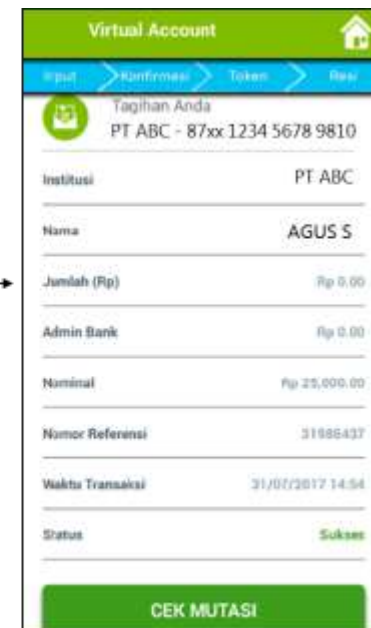 Virtual Account
Input Konfirmasi Token Resi
Tagihan Anda
PT ABC - 87xx 1234 5678 9810
Institusi PT ABC
Nama AGUS S
Jumlah (Rp) Rp 0.00
Admin Bank Rp 0.00
Nominal Rp 25,000.00
Nomor Referensi 31986437
Waktu Transaksi 31/07/2017 14:54
Status Sukses
CEK MUTASI